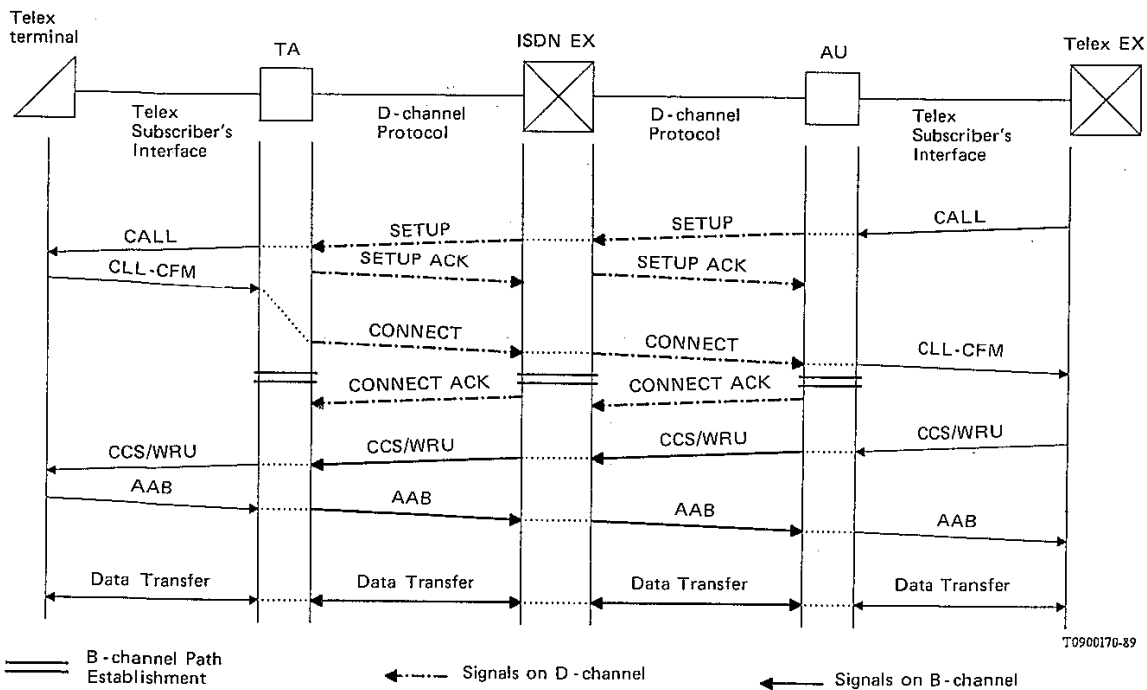 Telex
terminal
TA
ISDN EX
AU
Telex EX
Telex
Subscriber's
Interface
D-channel
Protocol
D-channel
Protocol
Telex
Subscriber's
Interface
CALL
SETUP
SETUP
CALL
CLL-CFM
SETUP ACK
SETUP ACK
CONNECT
CONNECT
CLL-CFM
CONNECT ACK
CONNECT ACK
CCS/WRU
CCS/WRU
CCS/WRU
CCS/WRU
AAB
AAB
AAB
AAB
Data Transfer
Data Transfer
Data Transfer
Data Transfer
T0900170-89
B-channel Path
Establishment
Signals on D-channel
Signals on B-channel